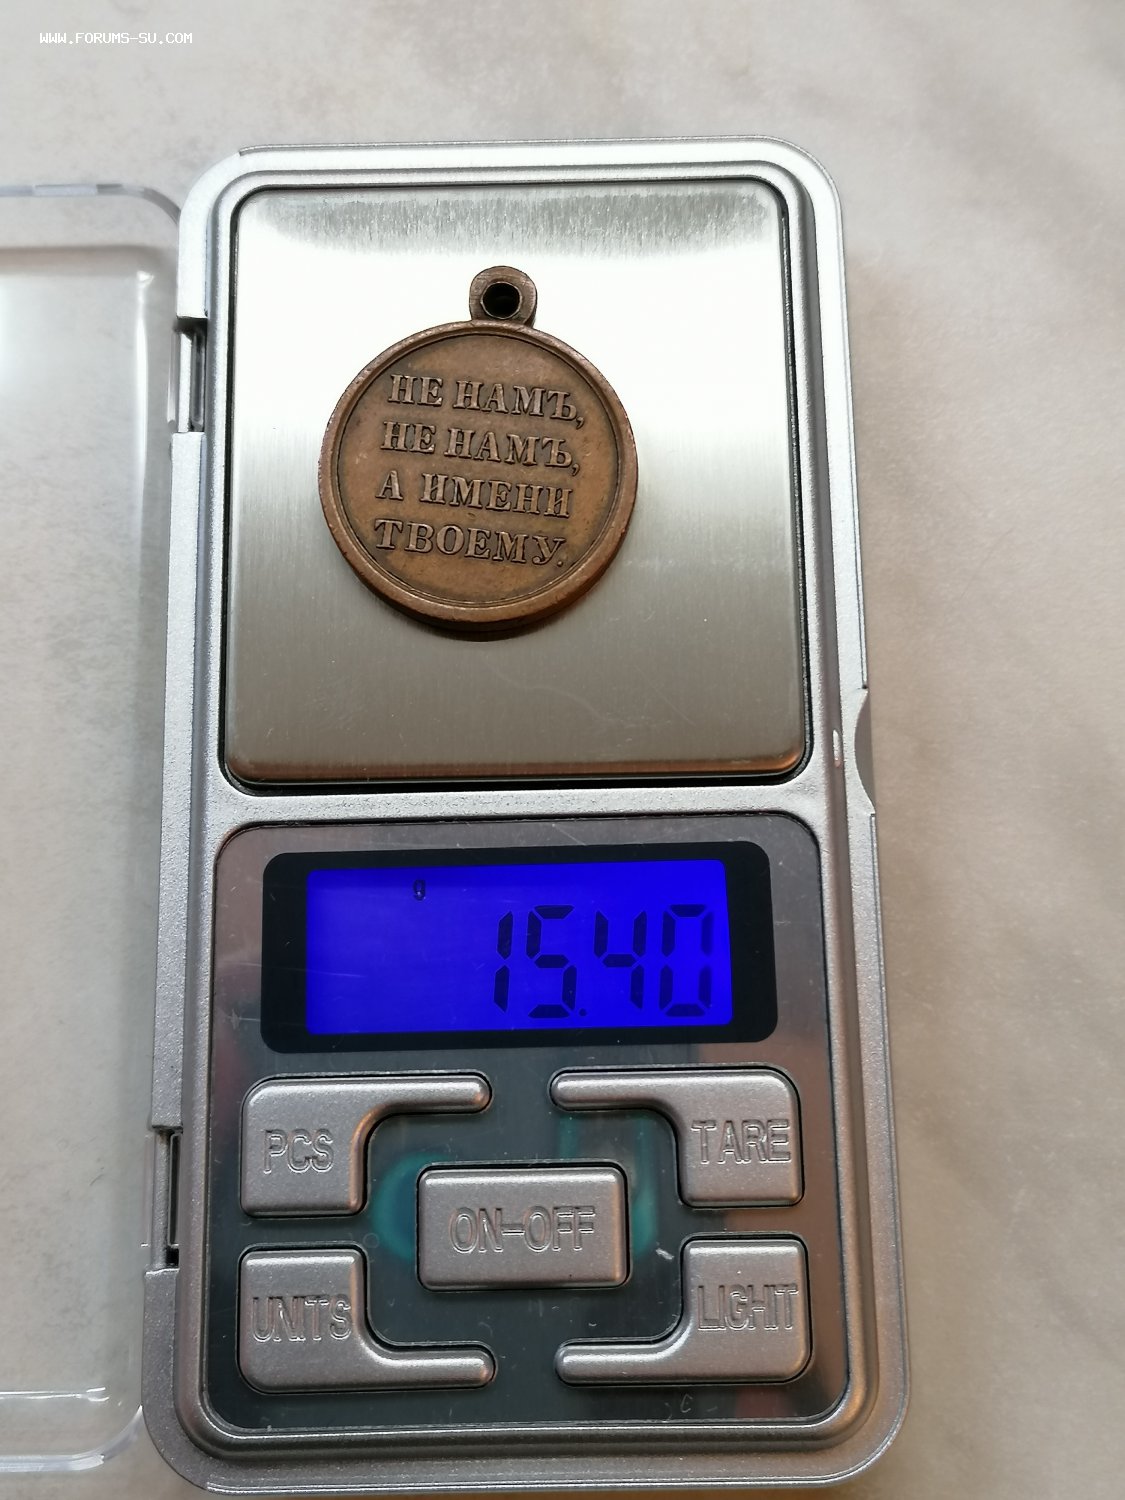 WWW.FORUMS-SU.COM
НЕ НАМЪ,
НЕ НАМЪ,
А ИМЕНИ
ТВОЕМУ.
g
15.40
PCS
TARE
ON-OFF
UNITS
LIGHT